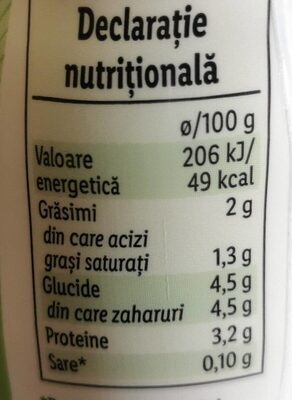 Declarație
nutrițională
ø/100 g
Valoare 206 kJ/
energetică 49 kcal
Grăsimi 2 g
din care acizi
grași saturați 1,3 g
Glucide 4,5 g
din care zaharuri 4,5 g
Proteine 3,2 g
Sare* 0,10 g